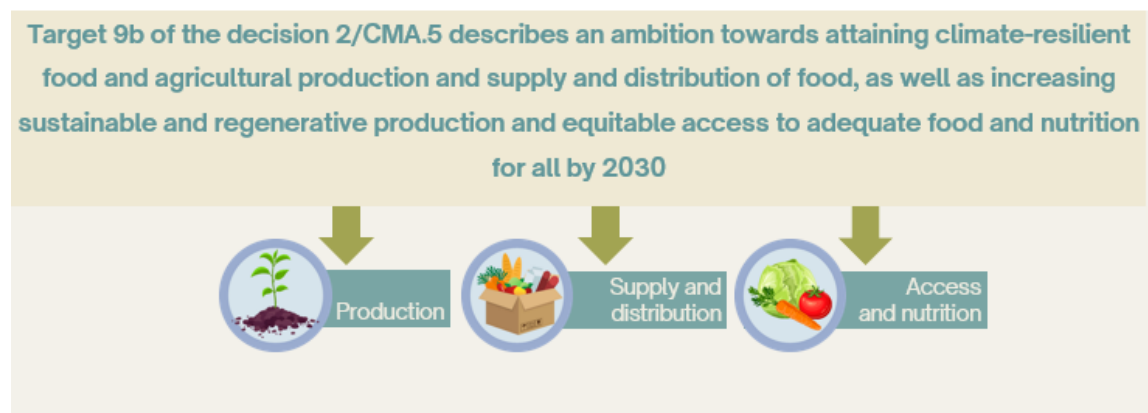 Target 9b of the decision 2/CMA.5 describes an ambition towards attaining climate-resilient
food and agricultural production and supply and distribution of food, as well as increasing
sustainable and regenerative production and equitable access to adequate food and nutrition
for all by 2030
Production
Supply and
distribution
Access
and nutrition